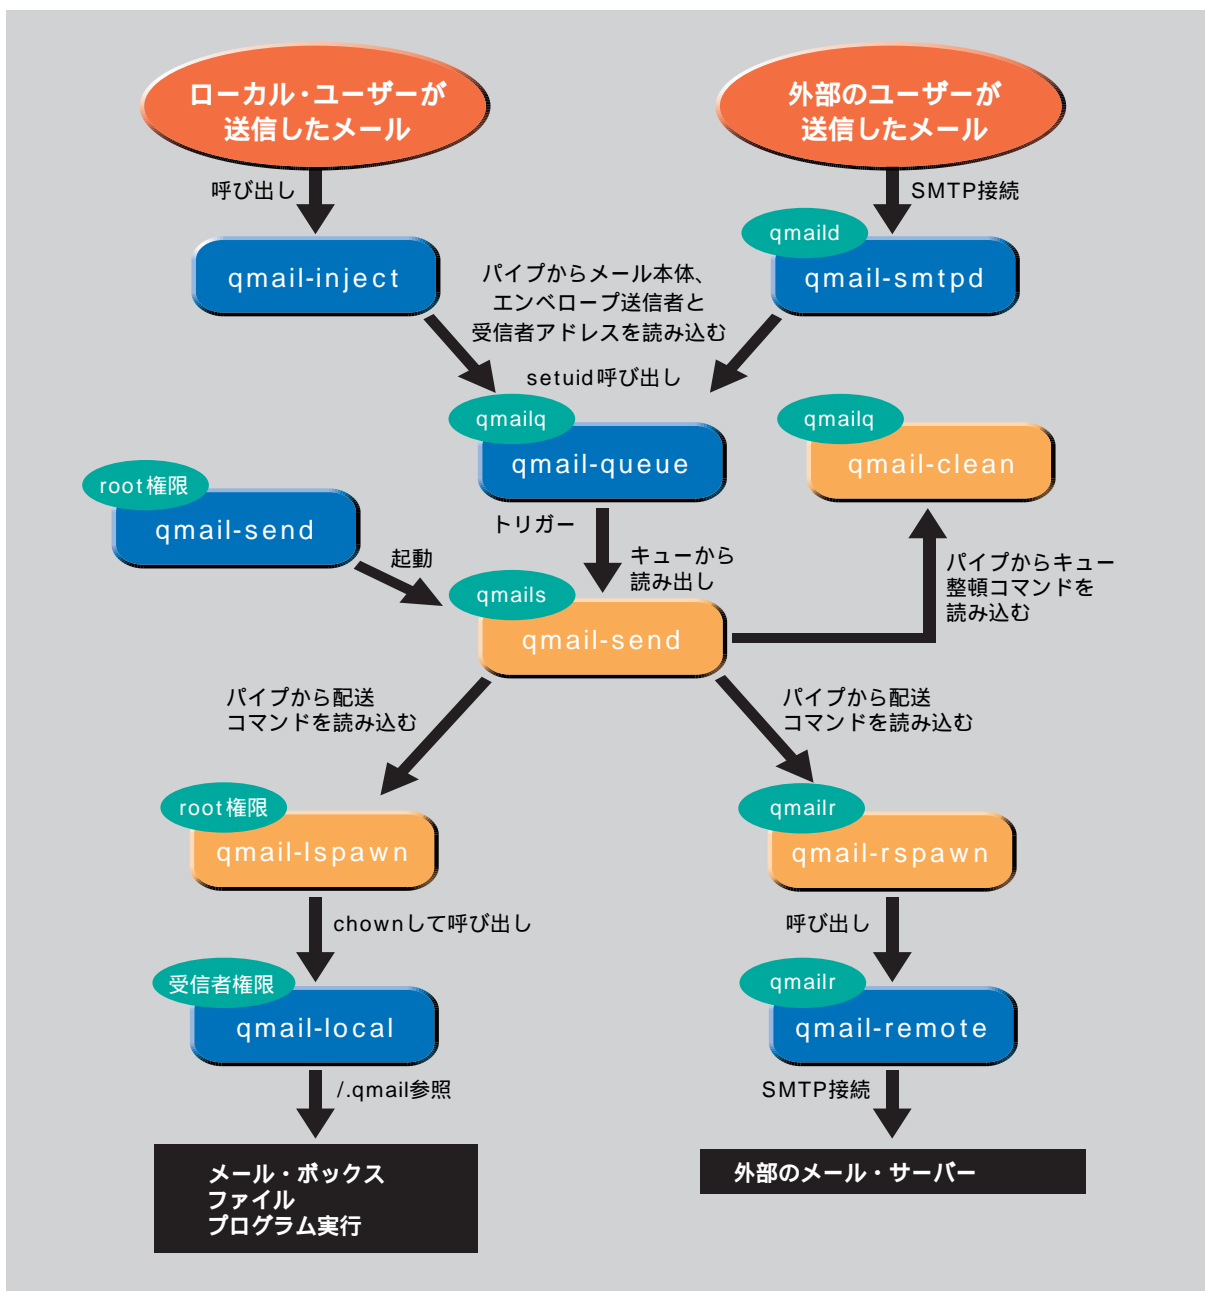 ローカル・ユーザーが
送信したメール
外部のユーザーが
送信したメール
呼び出し
SMTP接続
qmaild
qmail-inject
qmail-smtpd
パイプからメール本体、
エンベロープ送信者と
受信者アドレスを読み込む
setuid呼び出し
qmailq
qmail-queue
qmailq
qmail-clean
root権限
qmail-send
トリガー
キューから
読み出し
起動
パイプからキュー
整頓コマンドを
読み込む
qmails
qmail-send
パイプから配送
コマンドを読み込む
パイプから配送
コマンドを読み込む
root権限
qmail-lspawn
qmailr
qmail-rspawn
chownして呼び出し
呼び出し
受信者権限
qmail-local
qmailr
qmail-remote
/.qmail参照
SMTP接続
メール・ボックス
ファイル
プログラム実行
外部のメール・サーバー